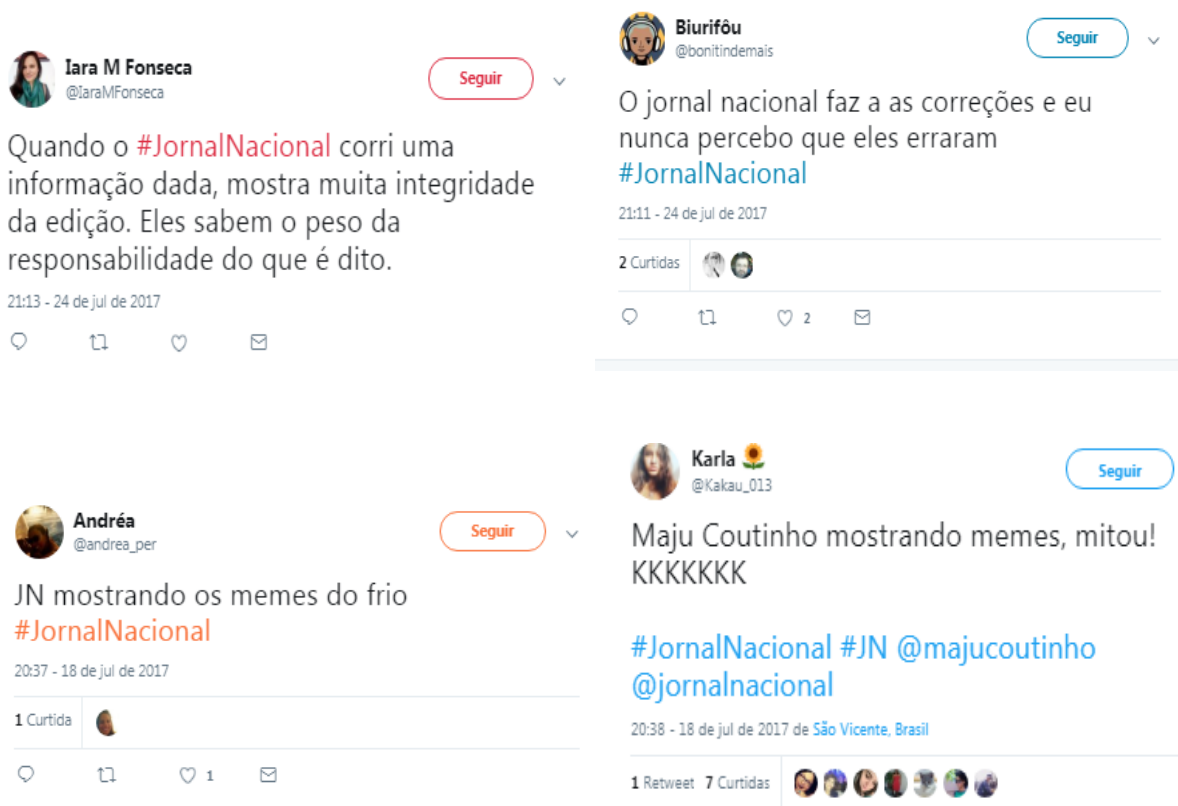 Iara M Fonseca
@IaraMFonseca
Seguir
Quando o #JornalNacional corri uma
informação dada, mostra muita integridade
da edição. Eles sabem o peso da
responsabilidade do que é dito.
21:13 - 24 de jul de 2017
Biurifôu
@bonitindemais
Seguir
O jornal nacional faz a as correções e eu
nunca percebo que eles erraram
#JornalNacional
21:11 - 24 de jul de 2017
2 Curtidas
2
Andréa
@andrea_per
Seguir
JN mostrando os memes do frio
#JornalNacional
20:37 - 18 de jul de 2017
1 Curtida
1
Karla
@Kakau_013
Seguir
Maju Coutinho mostrando memes, mitou!
KKKKKKK
#JornalNacional #JN @majucoutinho
@jornalnacional
20:38 - 18 de jul de 2017 de São Vicente, Brasil
1 Retweet 7 Curtidas